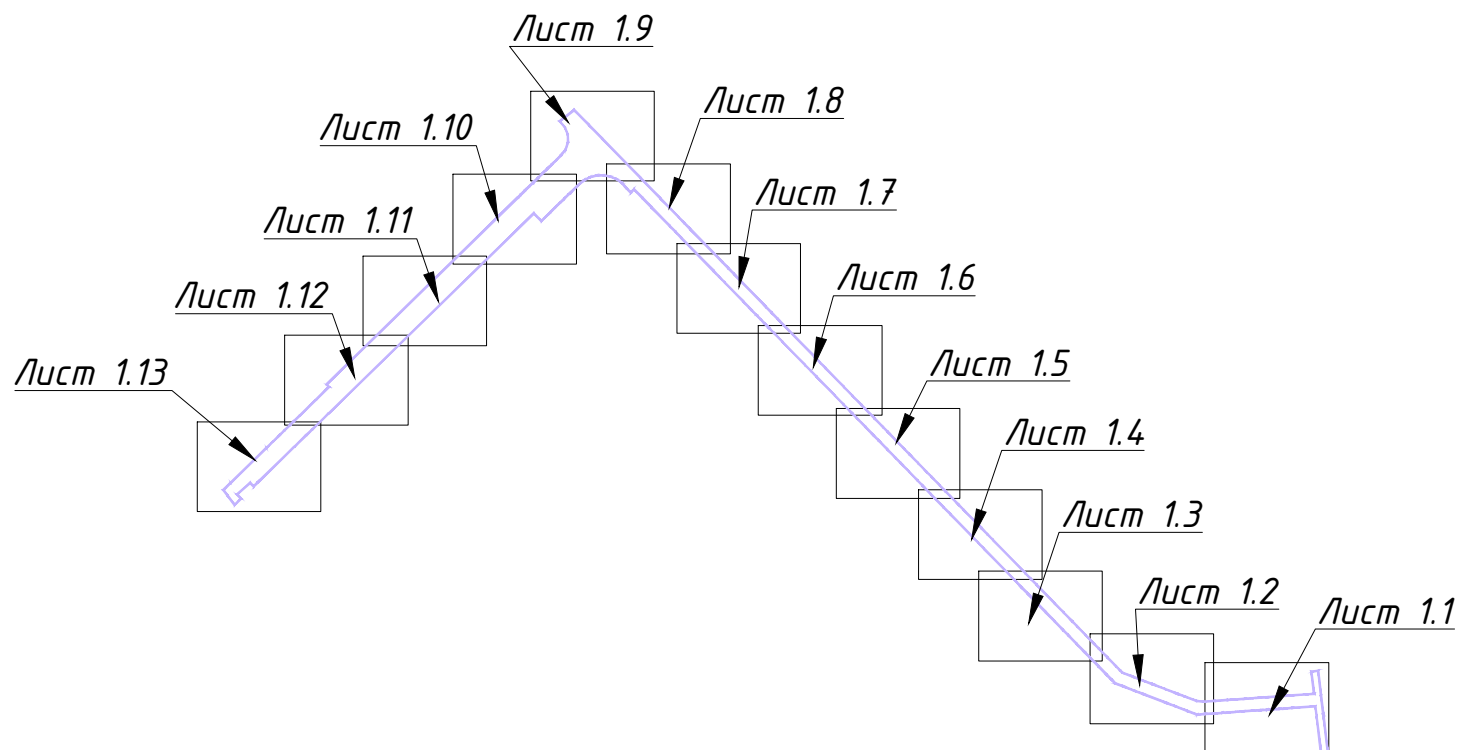 Лист 1.9
Лист 1.8
Лист 1.10
Лист 1.7
Лист 1.11
Лист 1.6
Лист 1.12
Лист 1.5
Лист 1.13
Лист 1.4
Лист 1.3
Лист 1.2
Лист 1.1